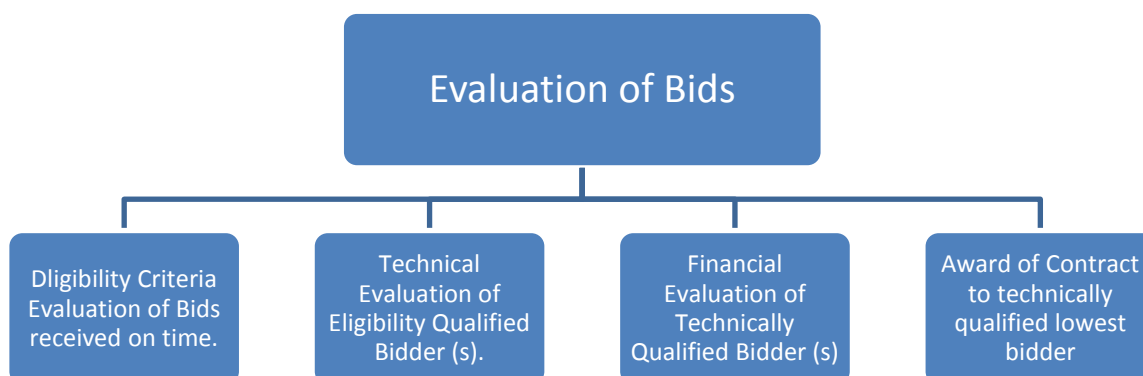 Evaluation of Bids
Dligibility Criteria
Evaluation of Bids
received on time.
Technical
Evaluation of
Eligibility Qualified
Bidder (s).
Financial
Evaluation of
Technically
Qualified Bidder (s)
Award of Contract
to technically
qualified lowest
bidder